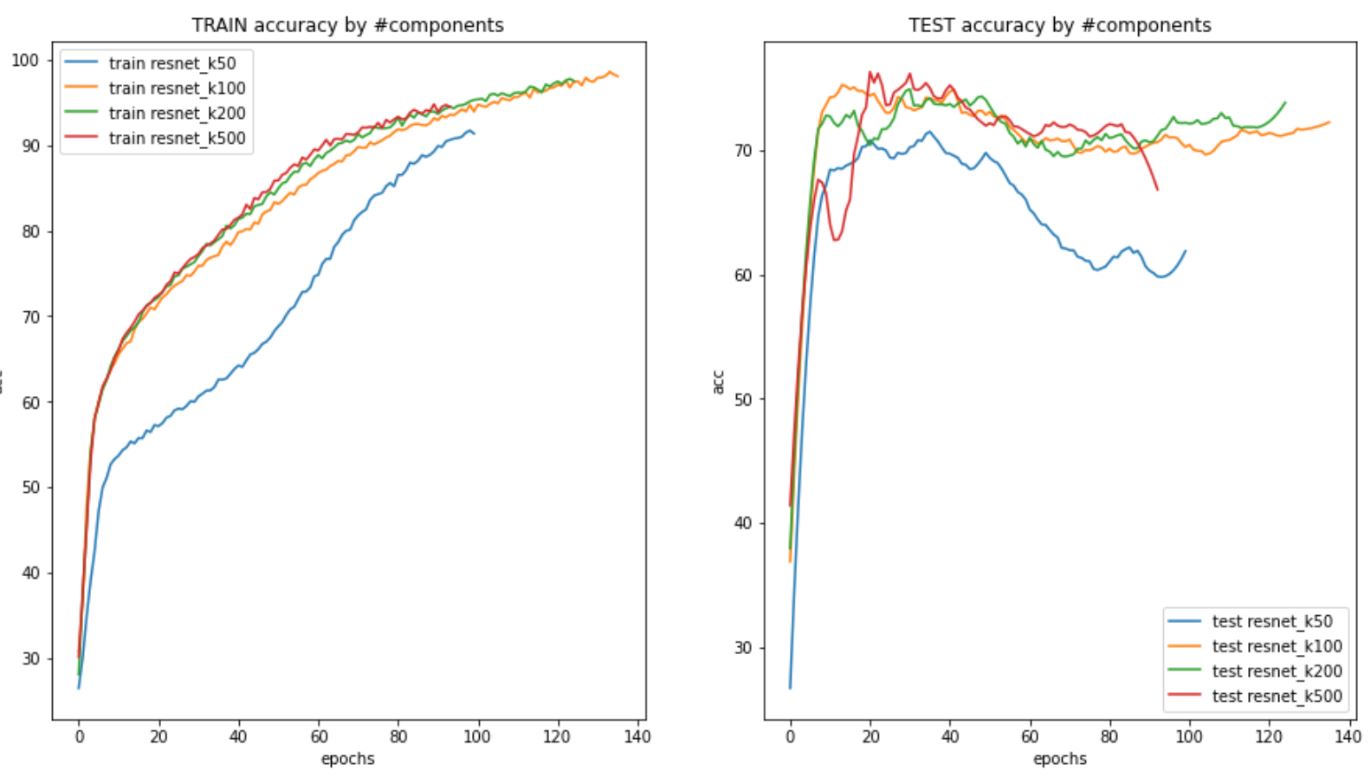 TRAIN accuracy by #components
100
90
80
70
60
50
40
30
0 20 40 60 80 100 120 140
epochs
train resnet_k50
train resnet_k100
train resnet_k200
train resnet_k500
TEST accuracy by #components
acc
70
60
50
40
30
0 20 40 60 80 100 120 140
epochs
test resnet_k50
test resnet_k100
test resnet_k200
test resnet_k500